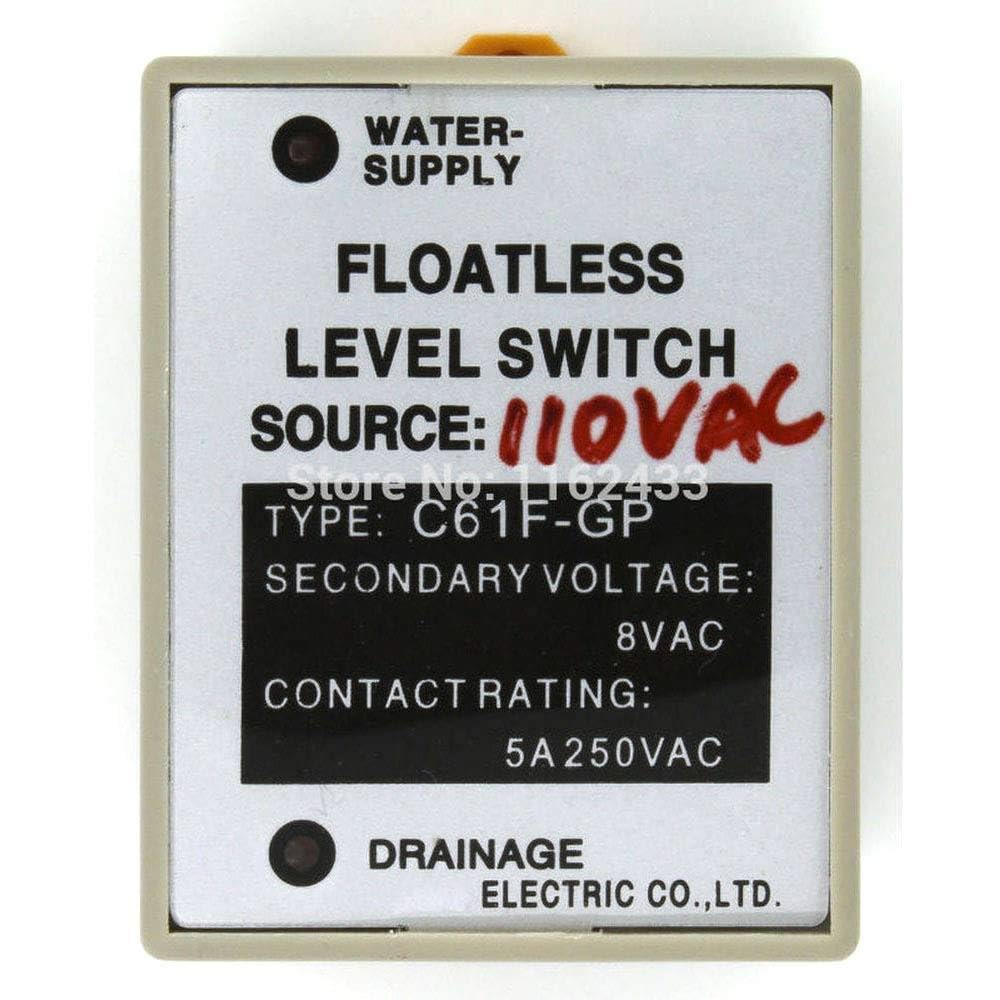 WATER-
SUPPLY
FLOATLESS
LEVEL SWITCH
SOURCE: 110VAC
Store No: 1162433
TYPE: C61F-GP
SECONDARY VOLTAGE:
8VAC
CONTACT RATING:
5A 250VAC
DRAINAGE
ELECTRIC CO.,LTD.